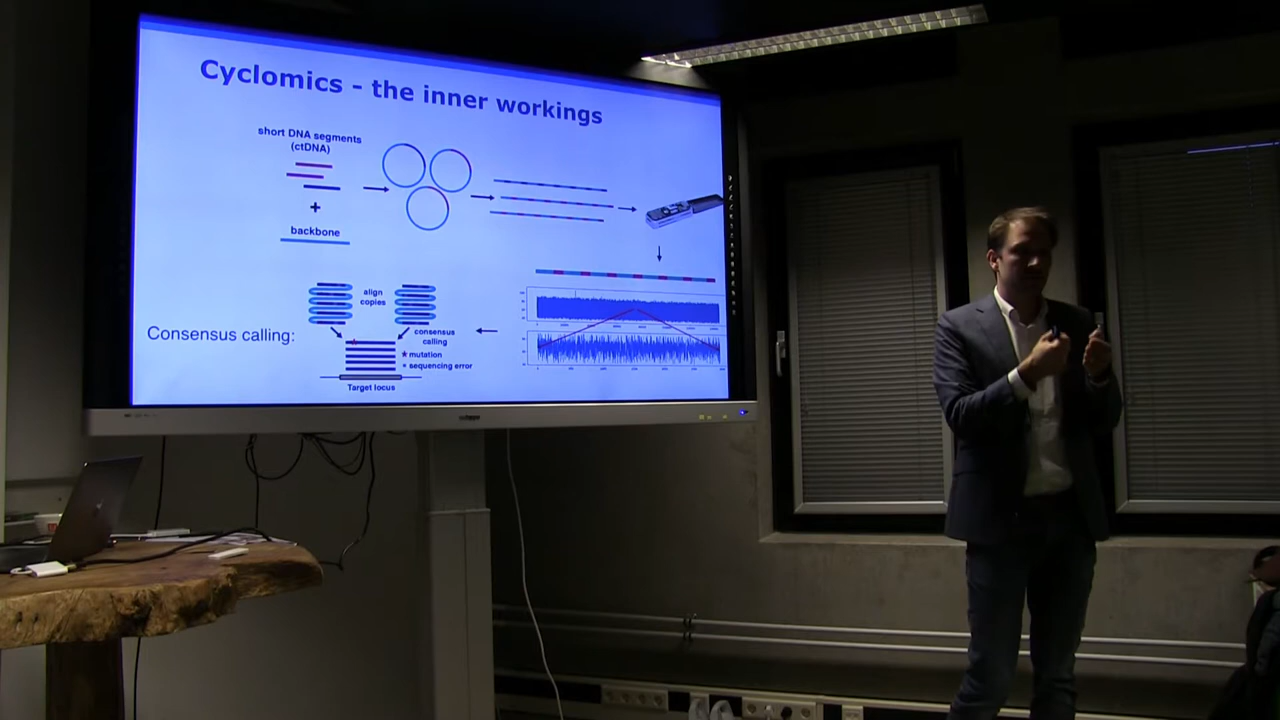 Cyclomics - the inner workings
short DNA segments
(ctDNA)
+
backbone
align
copies
Consensus calling:
consensus
calling
* mutation
* sequencing error
Target locus